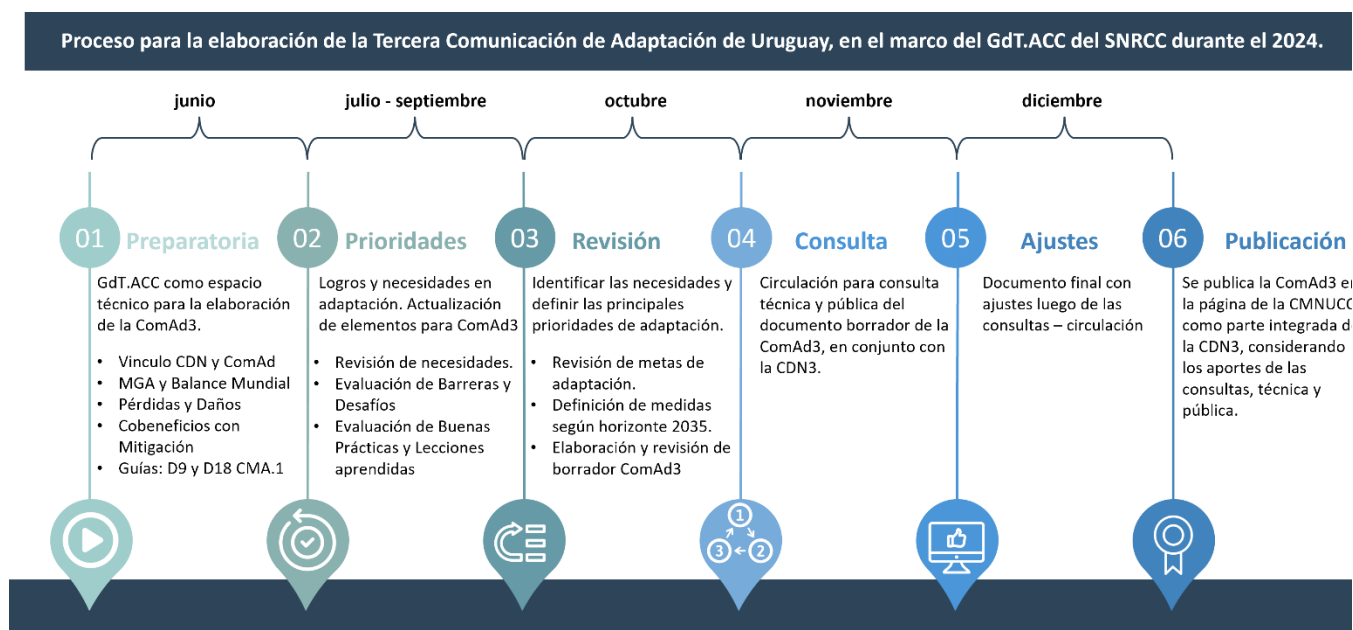 Proceso para la elaboración de la Tercera Comunicación de Adaptación de Uruguay, en el marco del GdT.ACC del SNRCC durante el 2024.
junio
julio - septiembre
octubre
noviembre
diciembre
01 Preparatoria
GdT.ACC como espacio
técnico para la elaboración
de la ComAd3.
• Vinculo CDN y ComAd
• MGA y Balance Mundial
• Pérdidas y Daños
• Cobeneficios con
Mitigación
• Guías: D9 y D18 CMA.1
02 Prioridades
Logros y necesidades en
adaptación. Actualización
de elementos para ComAd3
• Revisión de necesidades.
• Evaluación de Barreras y
Desafíos
• Evaluación de Buenas
Prácticas y Lecciones
aprendidas
03 Revisión
Identificar las necesidades y
definir las principales
prioridades de adaptación.
• Revisión de metas de
adaptación.
• Definición de medidas
según horizonte 2035.
• Elaboración y revisión de
borrador ComAd3
04 Consulta
Circulación para consulta
técnica y pública del
documento borrador de la
ComAd3, en conjunto con
la CDN3.
1
3
2
05 Ajustes
Documento final con
ajustes luego de las
consultas – circulación
06 Publicación
Se publica la ComAd3
la página de la
como parte integrada
la CDN3, considerando
los aportes de las
consultas, técnica y
pública.